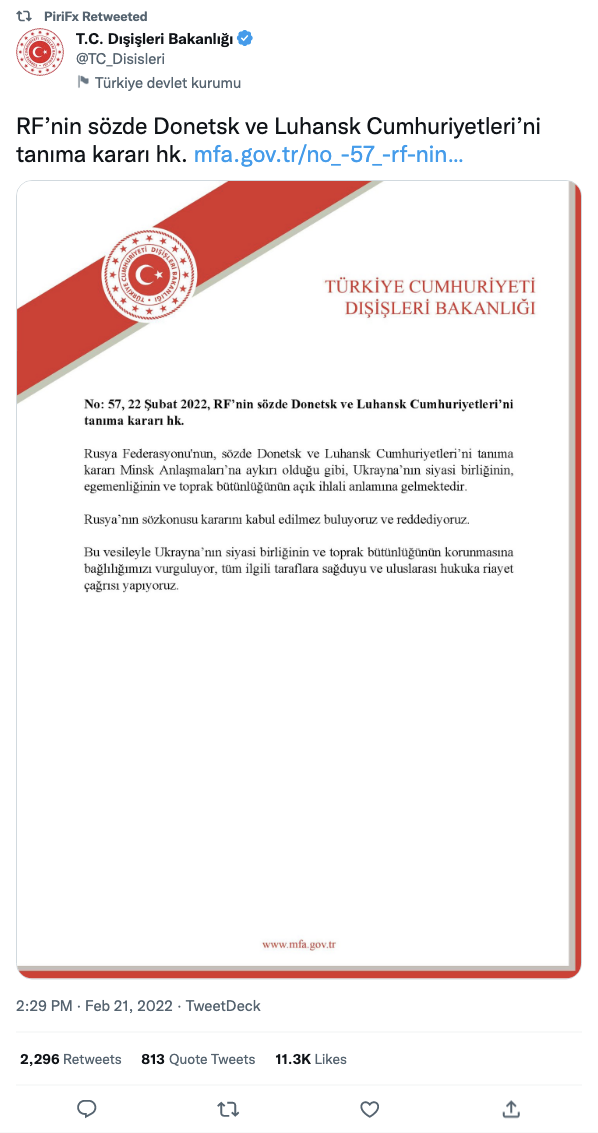 PiriFx Retweeted
T.C. Dışişleri Bakanlığı
@TC_Disisleri
Türkiye devlet kurumu
RF’nin sözde Donetsk ve Luhansk Cumhuriyetleri’ni
tanıma kararı hk. mfa.gov.tr/no_-57_-rf-nin…
TÜRKİYE CUMHURİYETİ DIŞİŞLERİ BAKANLIĞI
TÜRKİYE CUMHURİYETİ
DIŞİŞLERİ BAKANLIĞI
No: 57, 22 Şubat 2022, RF’nin sözde Donetsk ve Luhansk Cumhuriyetleri’ni
tanıma kararı hk.
Rusya Federasyonu'nun, sözde Donetsk ve Luhansk Cumhuriyetleri’ni tanıma
kararı Minsk Anlaşmaları’na aykırı olduğu gibi, Ukrayna’nın siyasi birliğinin,
egemenliğinin ve toprak bütünlüğünün açık ihlali anlamına gelmektedir.
Rusya’nın sözkonusu kararını kabul edilmez buluyoruz ve reddediyoruz.
Bu vesileyle Ukrayna’nın siyasi birliğinin ve toprak bütünlüğünün korunmasına
bağlılığımızı vurguluyor, tüm ilgili taraflara sağduyu ve uluslarası hukuka riayet
çağrısı yapıyoruz.
www.mfa.gov.tr
2:29 PM · Feb 21, 2022 · TweetDeck
2,296 Retweets 813 Quote Tweets 11.3K Likes